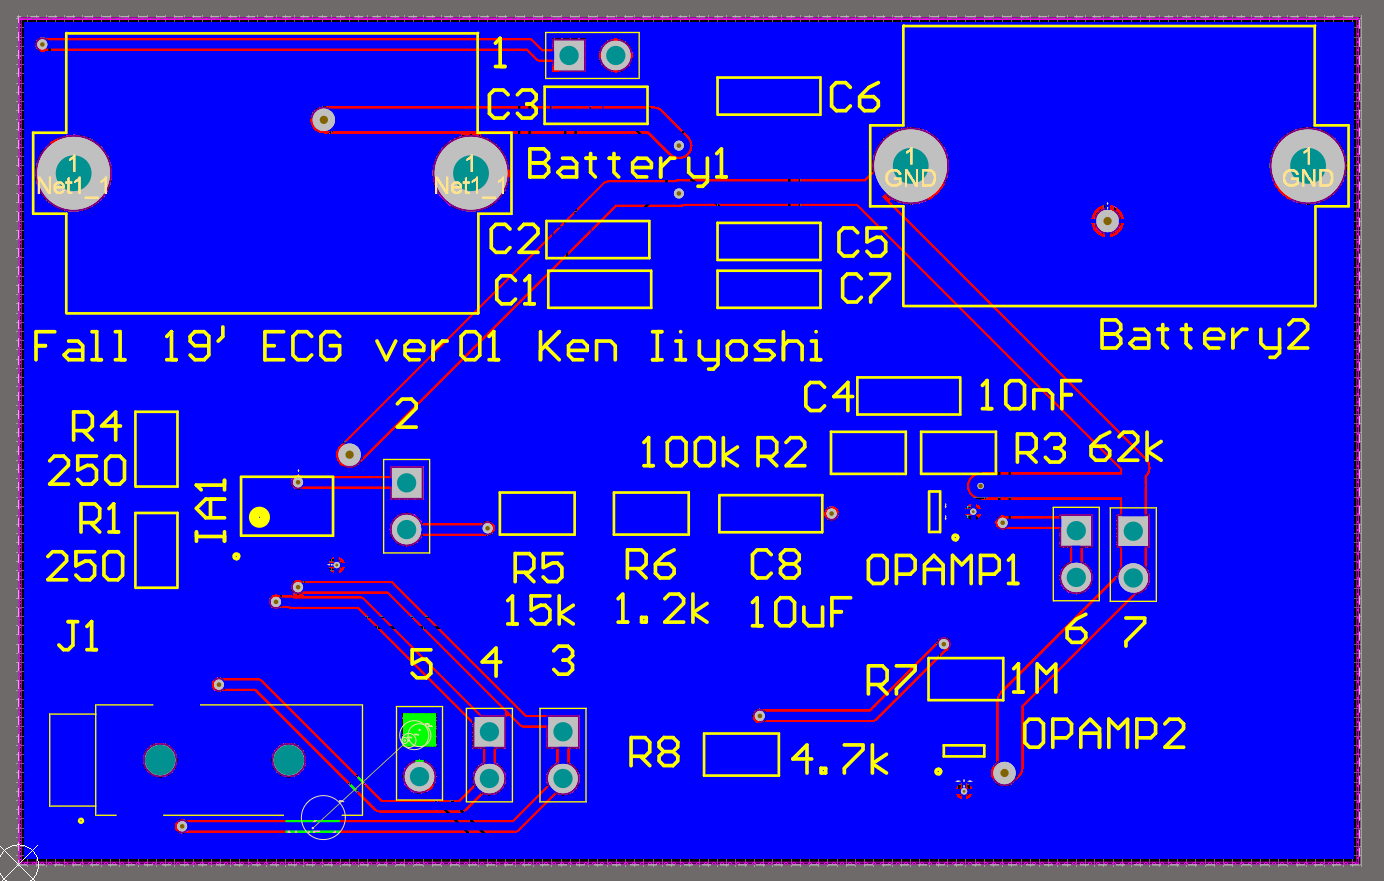 1
C3
C6
1
Net1_1
1
Net1_1
Battery1
1
GND
1
GND
C2
C5
C1
C7
Fall 19' ECG ver01 Ken Iiyoshi
Battery2
C4 10nF
R4
250
2
100k R2
R3 62k
R1
250
IA1
R5
15k
R6
1.2k
C8
10uF
OPAMP1
J1
5
4
3
6
7
R7 1M
OPAMP2
R8 4.7k